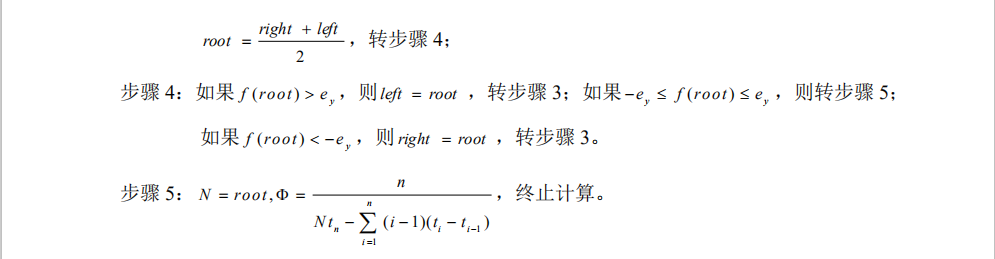 root = \frac{right + left}{2}，转步骤 4；
步骤 4：如果 f(root) > e_y，则 left = root ，转步骤 3；如果 -e_y ≤ f(root) ≤ e_y，则转步骤 5；
如果 f(root) < -e_y，则 right = root ，转步骤 3。
步骤 5：N = root, Φ = \frac{n}{Nt_n - \sum_{i=1}^{n} (i-1)(t_i - t_{i-1})}，终止计算。